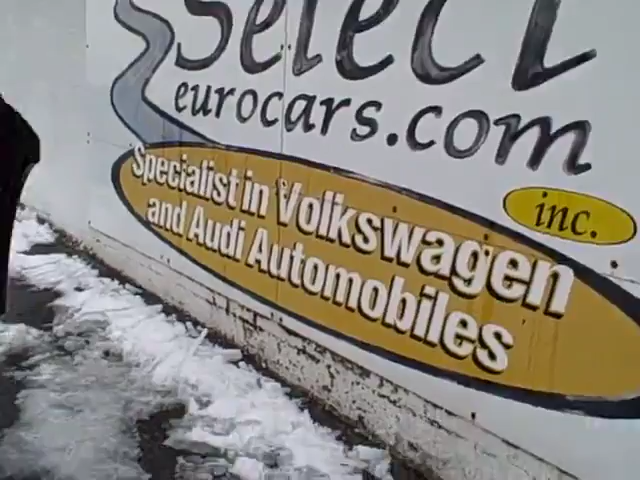 Select
eurocars.com
inc.
Specialist in Volkswagen
and Audi Automobiles